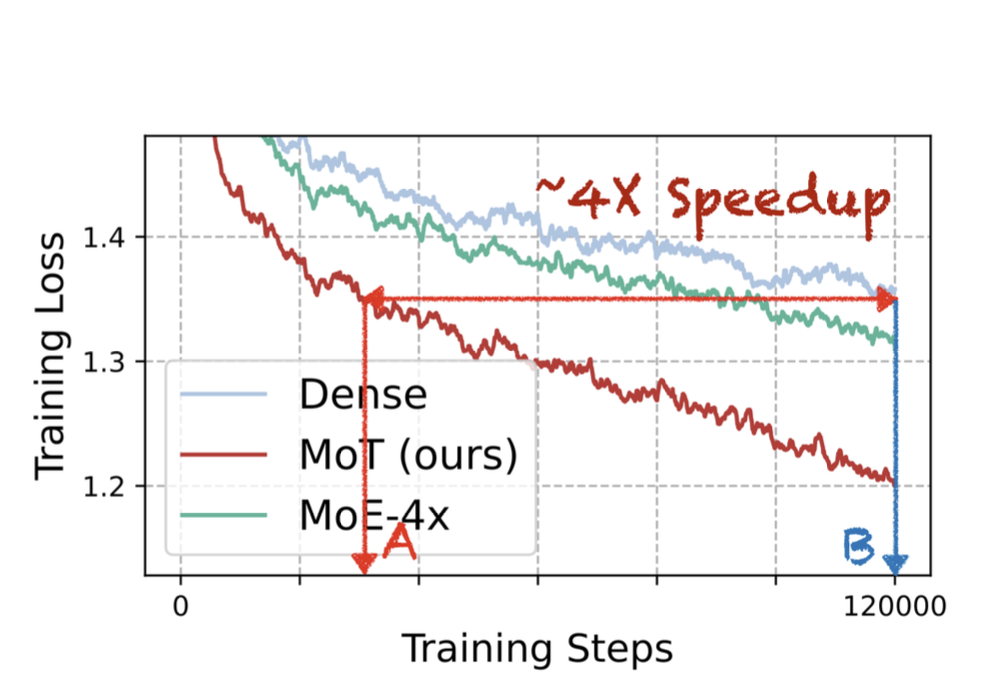 ~4X Speedup
1.4
1.3
1.2
Training Loss
Dense
MoT (ours)
MoE-4x
A
B
0
120000
Training Steps